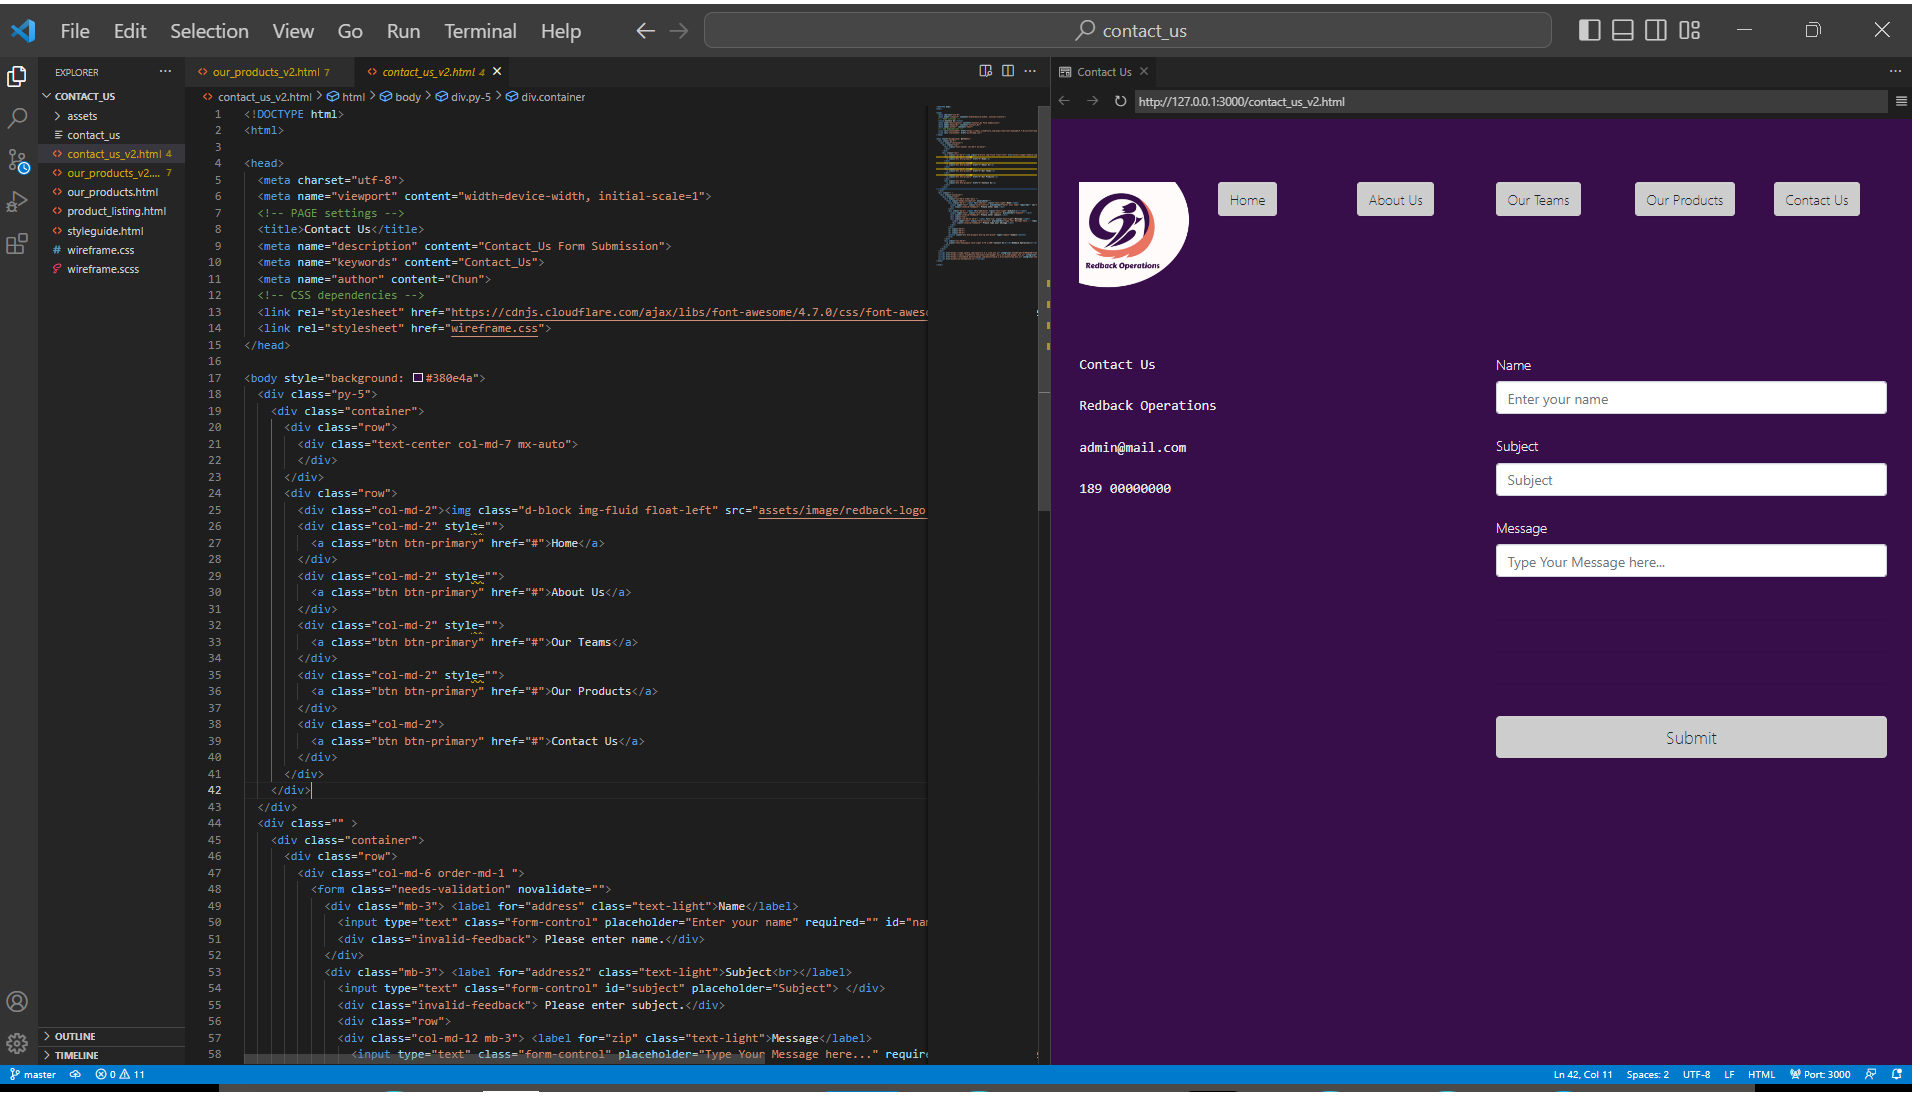 File Edit Selection View Go Run Terminal Help
contact_us
EXPLORER
CONTACT_US
assets
contact_us
contact_us_v2.html 4
our_products_v2.... 7
our_products.html
product_listing.html
styleguide.html
wireframe.css
wireframe.scss
OUTLINE
TIMELINE
our_products_v2.html 7
contact_us_v2.html 4
contact_us_v2.html > html > body > div.py-5 > div.container
1 <!DOCTYPE html>
2 <html>
3
4 <head>
5 <meta charset="utf-8">
6 <meta name="viewport" content="width=device-width, initial-scale=1">
7 <!-- PAGE settings -->
8 <title>Contact Us</title>
9 <meta name="description" content="Contact_Us Form Submission">
10 <meta name="keywords" content="Contact_Us">
11 <meta name="author" content="Chun">
12 <!-- CSS dependencies -->
13 <link rel="stylesheet" href="https://cdnjs.cloudflare.com/ajax/libs/font-awesome/4.7.0/css/font-aweso
14 <link rel="stylesheet" href="wireframe.css">
15 </head>
16
17 <body style="background: #380e4a">
18 <div class="py-5">
19 <div class="container">
20 <div class="row">
21 <div class="text-center col-md-7 mx-auto">
22 </div>
23 </div>
24 <div class="row">
25 <div class="col-md-2"><img class="d-block img-fluid float-left" src="assets/image/redback-logo
26 <div class="col-md-2" style="">
27 <a class="btn btn-primary" href="#">Home</a>
28 </div>
29 <div class="col-md-2" style="">
30 <a class="btn btn-primary" href="#">About Us</a>
31 </div>
32 <div class="col-md-2" style="">
33 <a class="btn btn-primary" href="#">Our Teams</a>
34 </div>
35 <div class="col-md-2" style="">
36 <a class="btn btn-primary" href="#">Our Products</a>
37 </div>
38 <div class="col-md-2">
39 <a class="btn btn-primary" href="#">Contact Us</a>
40 </div>
41 </div>
42 </div>
43 </div>
44 <div class="" >
45 <div class="container">
46 <div class="row">
47 <div class="col-md-6 order-md-1 ">
48 <form class="needs-validation" novalidate="">
49 <div class="mb-3"> <label for="address" class="text-light">Name</label>
50 <input type="text" class="form-control" placeholder="Enter your name" required="" id="nam
51 <div class="invalid-feedback"> Please enter name.</div>
52 </div>
53 <div class="mb-3"> <label for="address2" class="text-light">Subject<br></label>
54 <input type="text" class="form-control" id="subject" placeholder="Subject"> </div>
55 <div class="invalid-feedback"> Please enter subject.</div>
56 <div class="row">
57 <div class="col-md-12 mb-3"> <label for="zip" class="text-light">Message</label>
58 <input type="text" class="form-control" placeholder="Type Your Message here..." require
Contact Us
http://127.0.0.1:3000/contact_us_v2.html
Redback Operations
Home
About Us
Our Teams
Our Products
Contact Us
Contact Us
Redback Operations
admin@mail.com
189 00000000
Name
Enter your name
Subject
Subject
Message
Type Your Message here...
Submit
master 0 11
Ln 42, Col 11 Spaces: 2 UTF-8 LF HTML Port: 3000